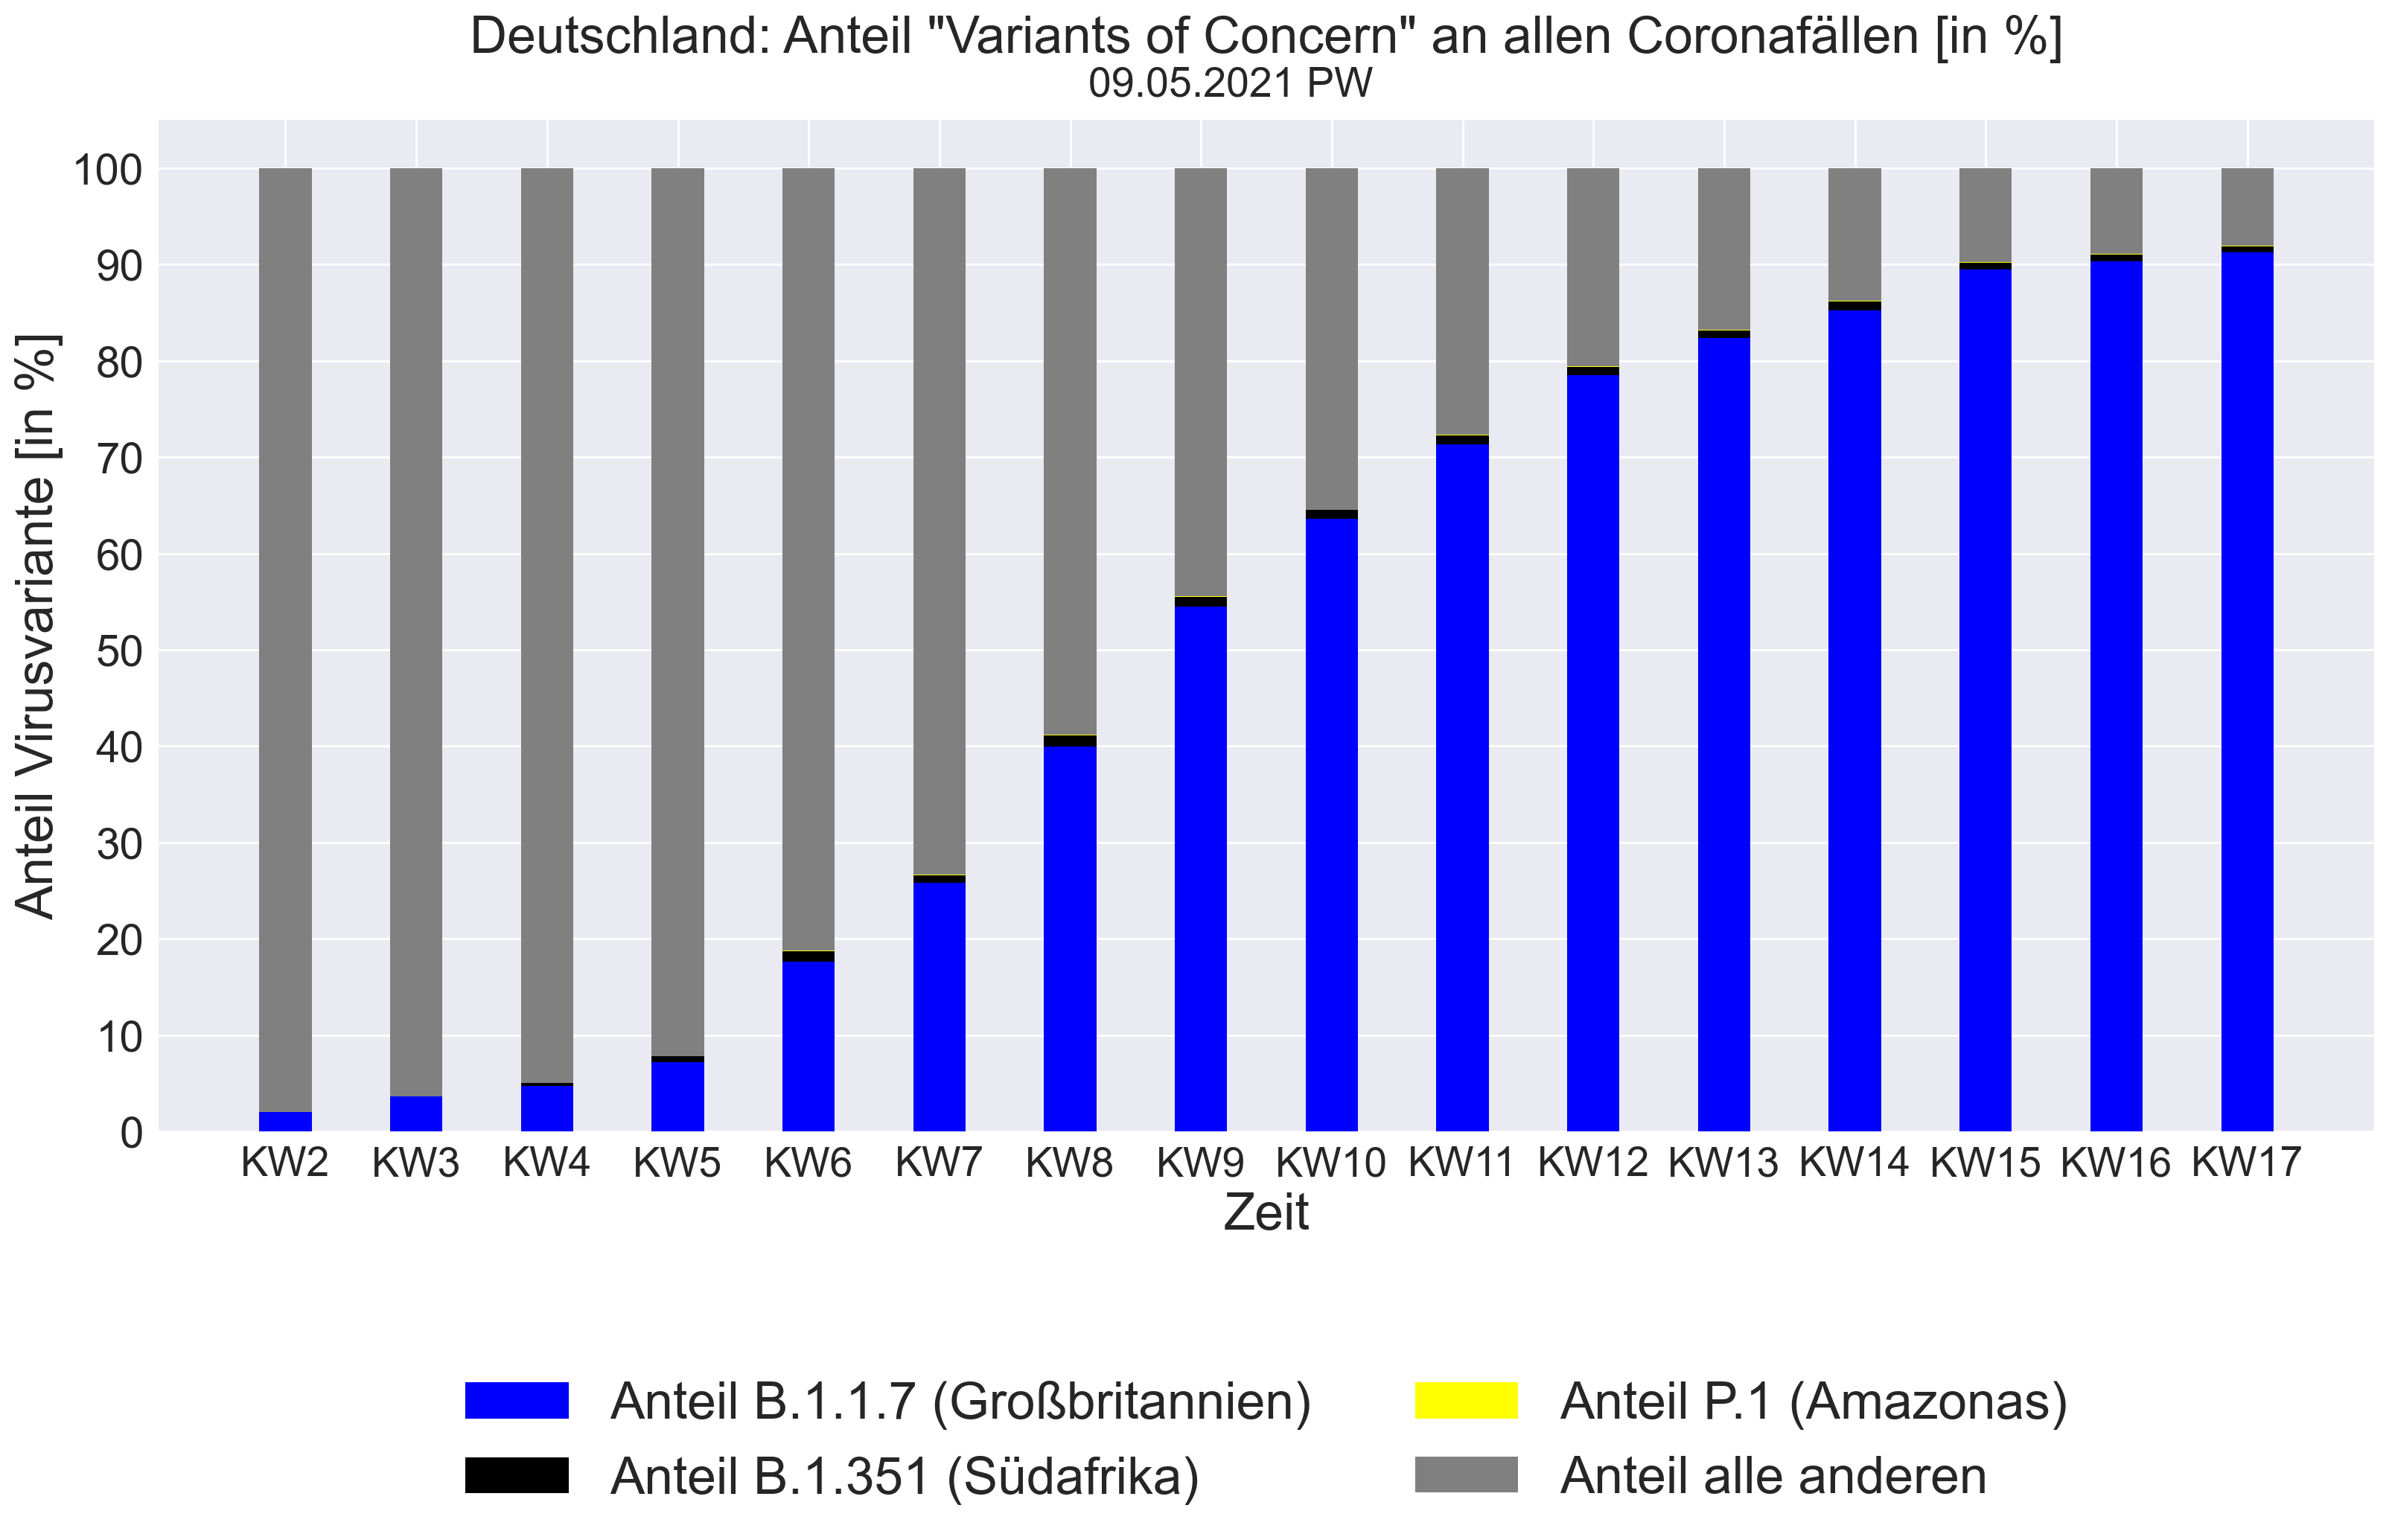 Deutschland: Anteil "Variants of Concern" an allen Coronafällen [in %]
09.05.2021 PW
Anteil Virusvariante [in %]
100
90
80
70
60
50
40
30
20
10
0
KW2 KW3 KW4 KW5 KW6 KW7 KW8 KW9 KW10 KW11 KW12 KW13 KW14 KW15 KW16 KW17
Zeit
Anteil B.1.1.7 (Großbritannien)
Anteil B.1.351 (Südafrika)
Anteil P.1 (Amazonas)
Anteil alle anderen